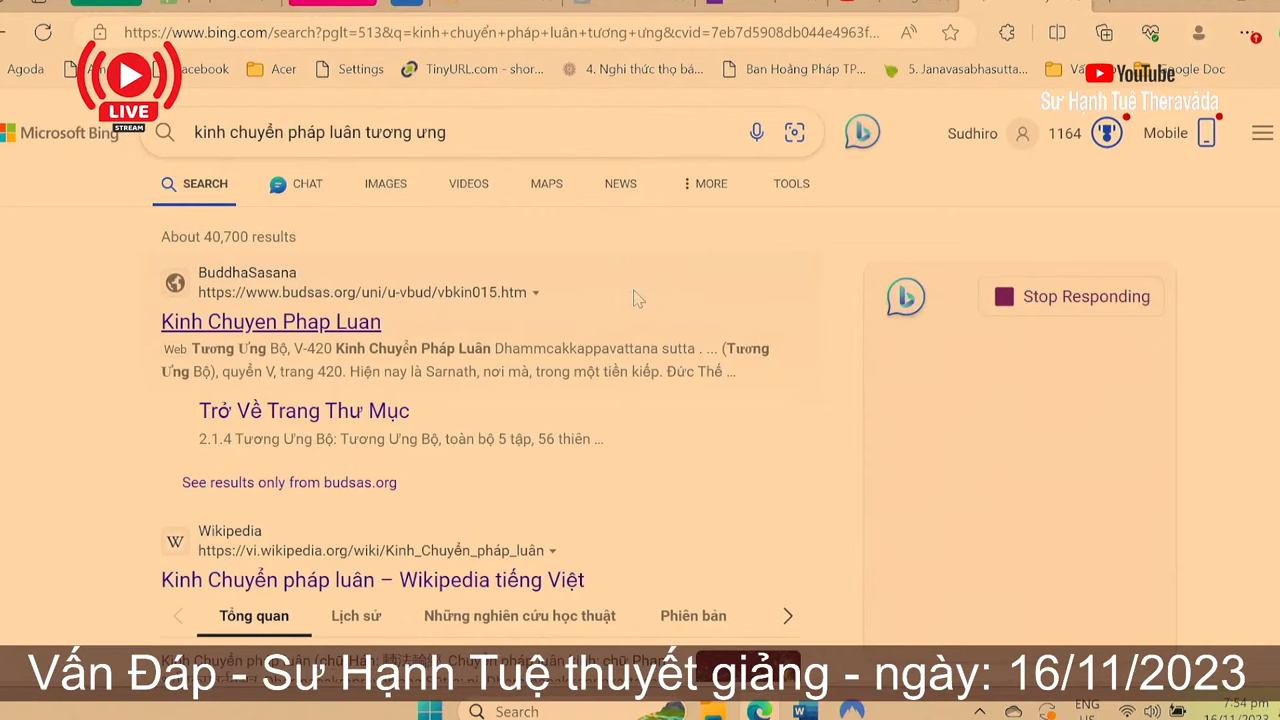 https://www.bing.com/search?pglt=513&q=kinh+chuyển+pháp+luân+tương+ưng&cvid=7eb7d5908db044e4963f...
Agoda
Facebook
Acer
Settings
TinyURL.com - shor...
4. Nghi thức thọ bá...
Ban Hoằng Pháp TP...
5. Janavasabhasutta...
Google Doc
LIVE
STREAM
YouTube
Sư Hạnh Tuệ Theravāda
Microsoft Bing
kinh chuyển pháp luân tương ưng
Sudhiro
1164
Mobile
SEARCH
CHAT
IMAGES
VIDEOS
MAPS
NEWS
MORE
TOOLS
About 40,700 results
BuddhaSasana
https://www.budsas.org/uni/u-vbud/vbkin015.htm
Kinh Chuyen Phap Luan
Web Tương Ưng Bộ, V-420 Kinh Chuyển Pháp Luân Dhammcakkappavattana sutta . ... (Tương
Ưng Bộ), quyển V, trang 420. Hiện nay là Sarnath, nơi mà, trong một tiền kiếp. Đức Thế ...
Trở Về Trang Thư Mục
2.1.4 Tương Ưng Bộ: Tương Ưng Bộ, toàn bộ 5 tập, 56 thiên ...
See results only from budsas.org
Stop Responding
W
Wikipedia
https://vi.wikipedia.org/wiki/Kinh_Chuyển_pháp_luân
Kinh Chuyển pháp luân – Wikipedia tiếng Việt
Tổng quan
Lịch sử
Những nghiên cứu học thuật
Phiên bản
Vấn Đáp - Sư Hạnh Tuệ thuyết giảng - ngày: 16/11/2023
Search
ENG
7:54 pm